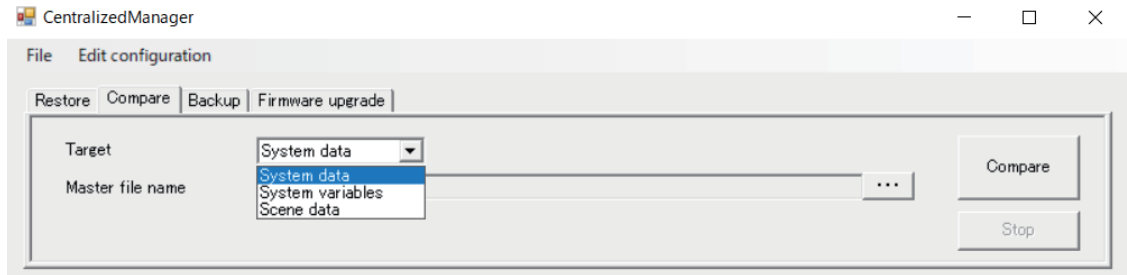 CentralizedManager
File Edit configuration
Restore Compare Backup Firmware upgrade
Target System data
System data
Master file name ...
System variables
Scene data
Compare
Stop